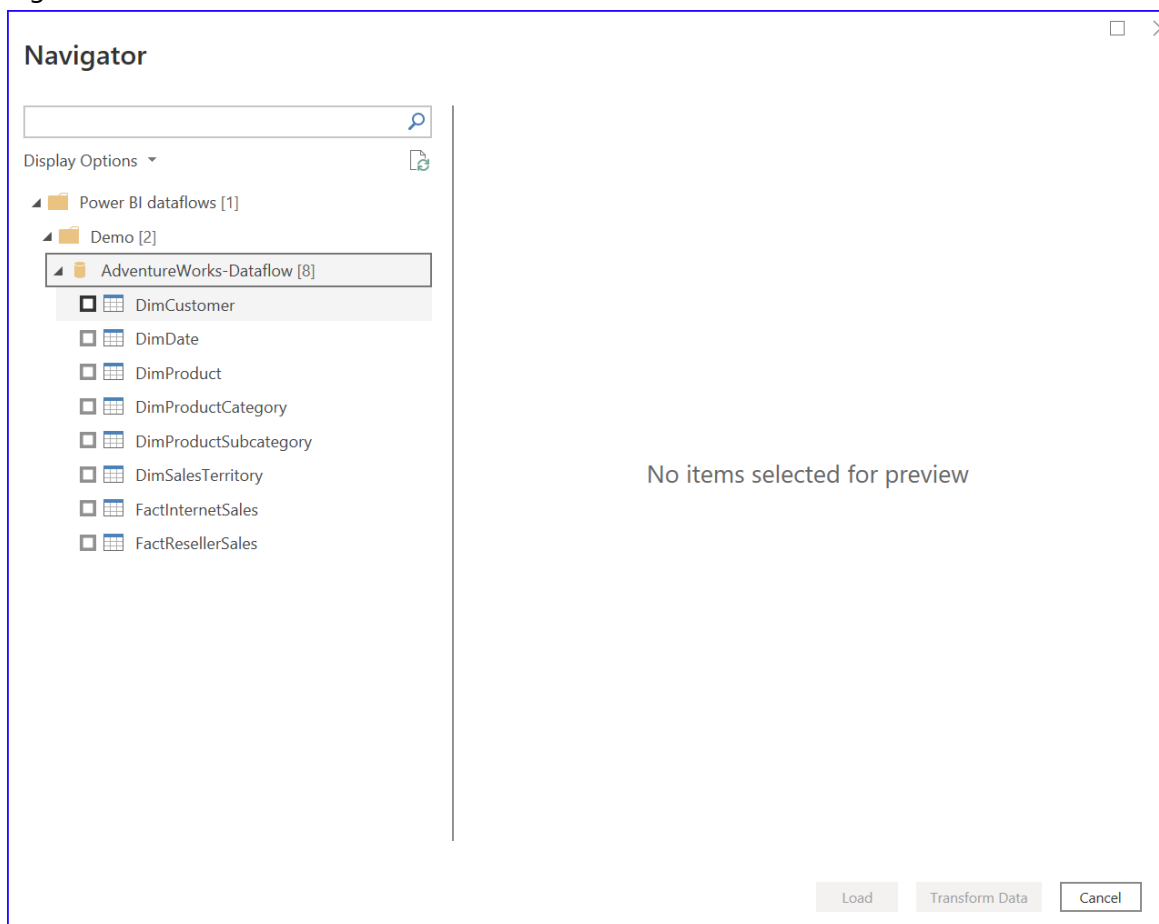 Navigator
Display Options
Power BI dataflows [1]
Demo [2]
AdventureWorks-Dataflow [8]
DimCustomer
DimDate
DimProduct
DimProductCategory
DimProductSubcategory
DimSalesTerritory
FactInternetSales
FactResellerSales
No items selected for preview
Load Transform Data Cancel